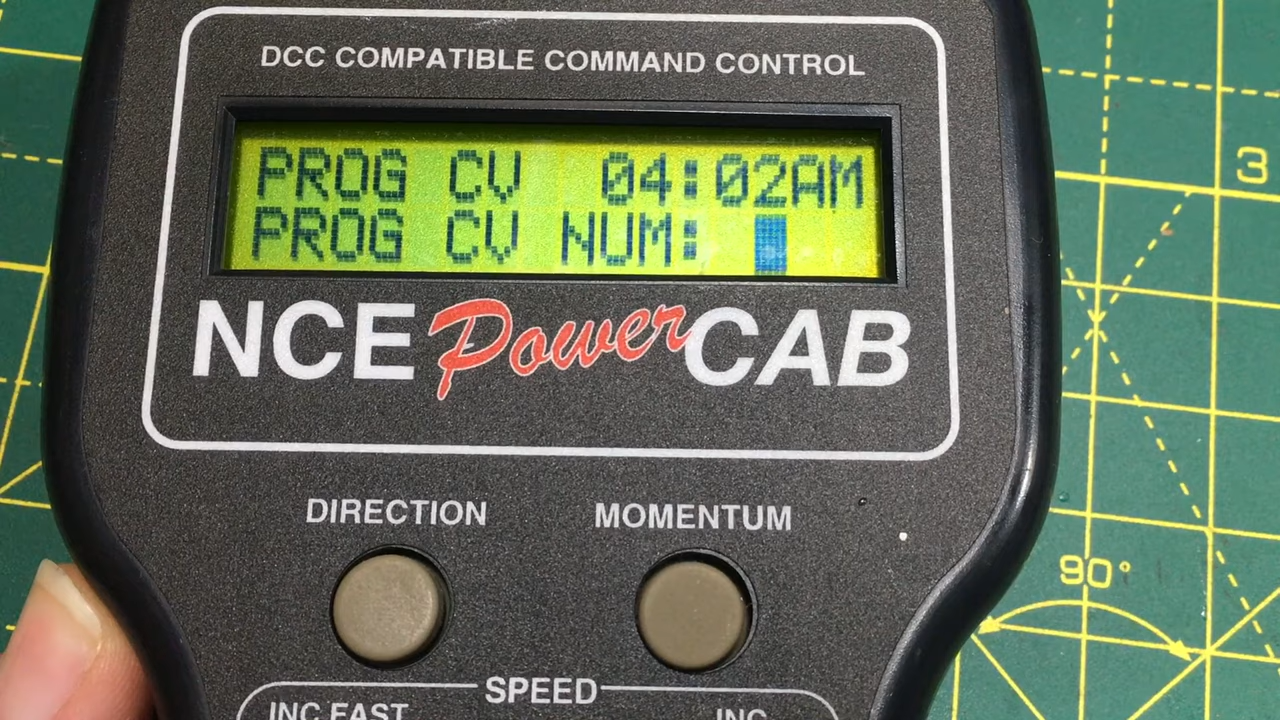 DCC COMPATIBLE COMMAND CONTROL
PROG CV 04:02AM
PROG CV NUM:
NCE Power CAB
DIRECTION MOMENTUM
SPEED
INC FAST INC
3
90°